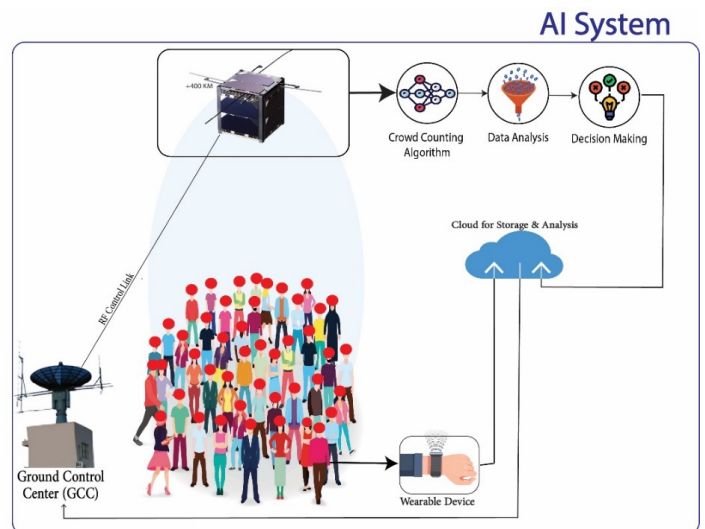 AI System
~400 KM
Crowd Counting
Algorithm
Data Analysis
Decision Making
Cloud for Storage & Analysis
RF Control Link
Ground Control
Center (GCC)
Wearable Device